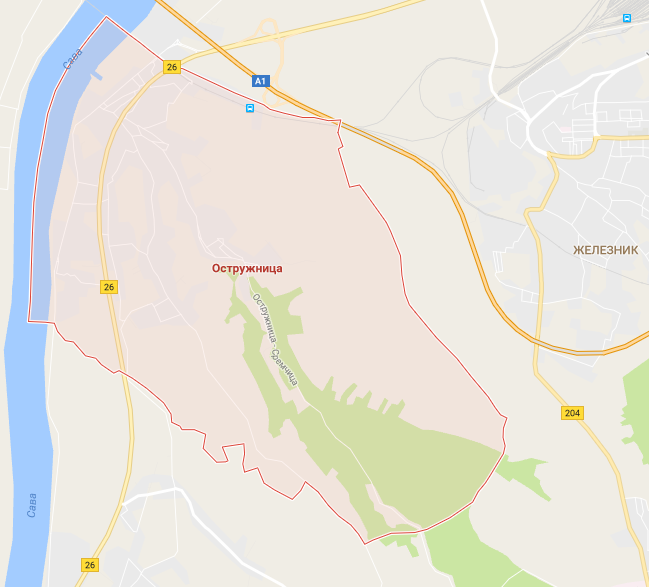 Сава
26
A1
ЖЕЛЕЗНИК
Остружница
26
Остружница - Сремчица
204
Сава
26